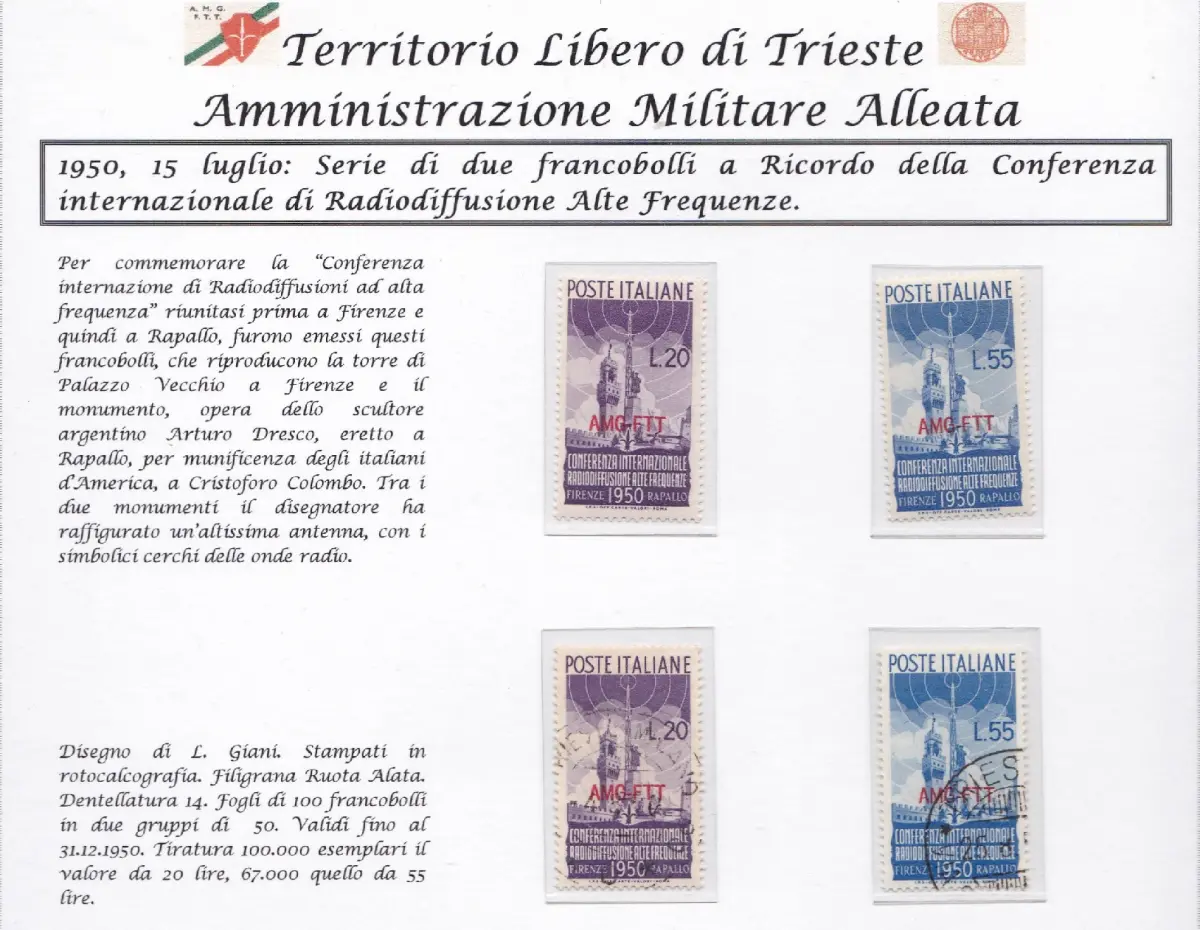 A. M. G.
F. T. T.
Territorio Libero di Trieste
Amministrazione Militare Alleata
1950, 15 luglio: Serie di due francobolli a Ricordo della Conferenza
internazionale di Radiodiffusione Alte Frequenze.
Per commemorare la “Conferenza
internazione di Radiodiffusioni ad alta
frequenza” riunitasi prima a Firenze e
quindi a Rapallo, furono emessi questi
francobolli, che riproducono la torre di
Palazzo Vecchio a Firenze e il
monumento, opera dello scultore
argentino Arturo Dresco, eretto a
Rapallo, per munificenza degli italiani
d'America, a Cristoforo Colombo. Tra i
due monumenti il disegnatore ha
raffigurato un'altissima antenna, con i
simbolici cerchi delle onde radio.
POSTE ITALIANE
L.20
AMG-FTT
CONFERENZA INTERNAZIONALE
RADIODIFFUSIONE ALTE FREQUENZE
FIRENZE 1950 RAPALLO
POSTE ITALIANE
L.55
AMG-FTT
CONFERENZA INTERNAZIONALE
RADIODIFFUSIONE ALTE FREQUENZE
FIRENZE 1950 RAPALLO
Disegno di L. Giani. Stampati in
rotocalcografia. Filigrana Ruota Alata.
Dentellatura 14. Fogli di 100 francobolli
in due gruppi di 50. Validi fino al
31.12.1950. Tiratura 100.000 esemplari il
valore da 20 lire, 67.000 quello da 55
lire.
POSTE ITALIANE
L.20
AMG-FTT
CONFERENZA INTERNAZIONALE
RADIODIFFUSIONE ALTE FREQUENZE
FIRENZE 1950 RAPALLO
POSTE ITALIANE
L.55
AMG-FTT
CONFERENZA INTERNAZIONALE
RADIODIFFUSIONE ALTE FREQUENZE
FIRENZE 1950 RAPALLO